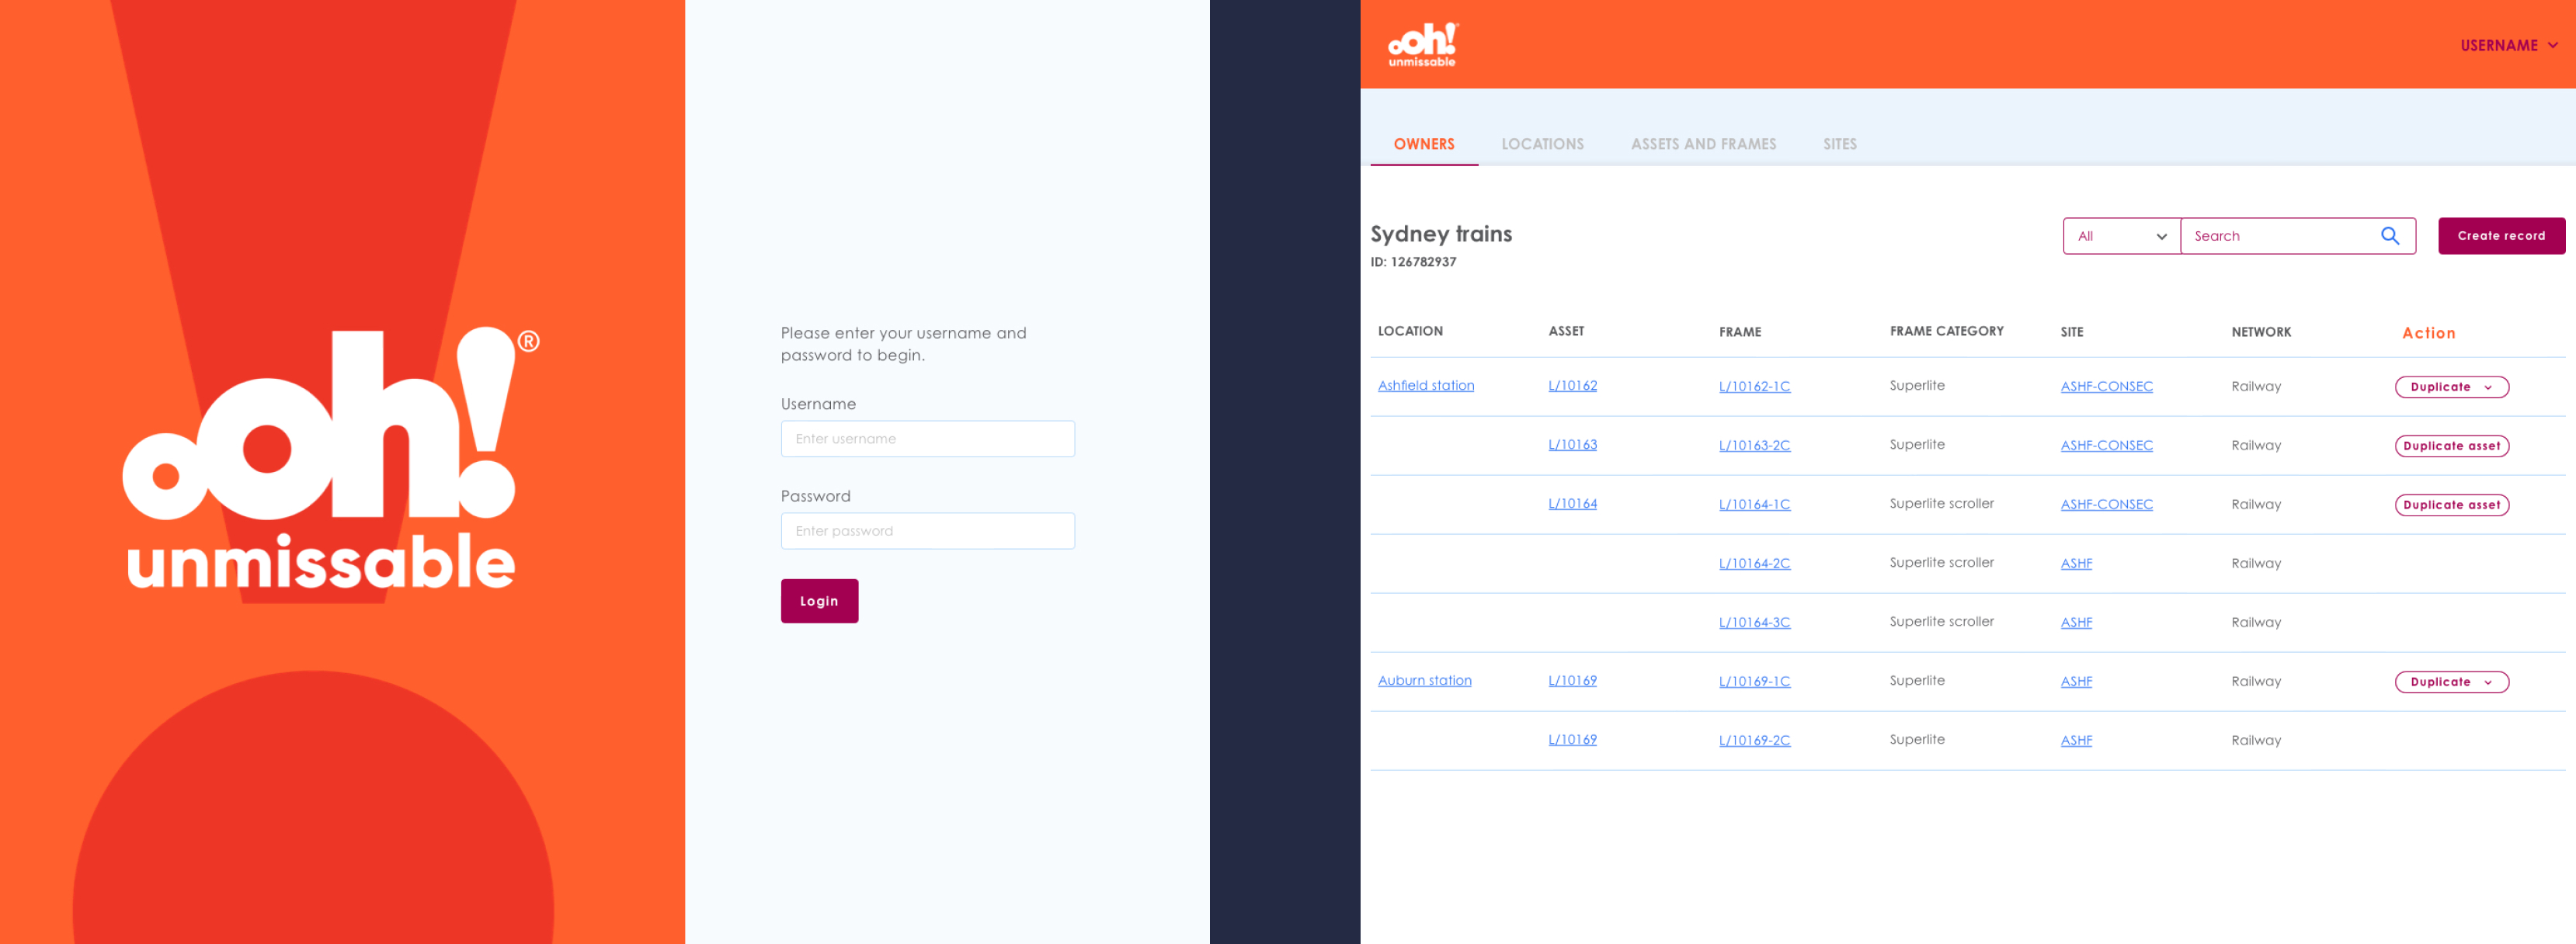 oOh!®
unmissable
Please enter your username and
password to begin.
Username
Enter username
Password
Enter password
Login
oOh!
unmissable
USERNAME
OWNERS LOCATIONS ASSETS AND FRAMES SITES
Sydney trains
ID: 126782937
All Search Create record
LOCATION ASSET FRAME FRAME CATEGORY SITE NETWORK Action
Ashfield station L/10162 L/10162-1C Superlite ASHF-CONSEC Railway Duplicate
L/10163 L/10163-2C Superlite ASHF-CONSEC Railway Duplicate asset
L/10164 L/10164-1C Superlite scroller ASHF-CONSEC Railway Duplicate asset
L/10164-2C Superlite scroller ASHF Railway
L/10164-3C Superlite scroller ASHF Railway
Auburn station L/10169 L/10169-1C Superlite ASHF Railway Duplicate
L/10169 L/10169-2C Superlite ASHF Railway